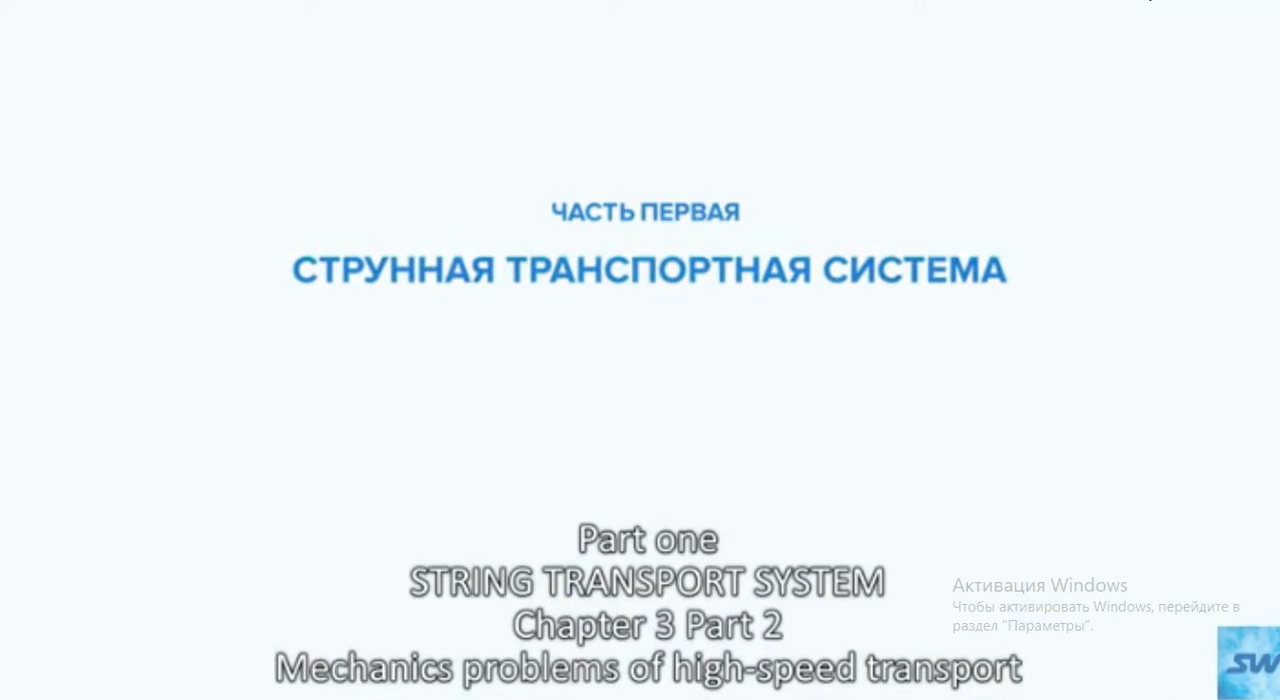 ЧАСТЬ ПЕРВАЯ
СТРУННАЯ ТРАНСПОРТНАЯ СИСТЕМА
Part one
STRING TRANSPORT SYSTEM
Chapter 3 Part 2
Mechanics problems of high-speed transport
Активация Windows
Чтобы активировать Windows, перейдите в
раздел "Параметры".
SW